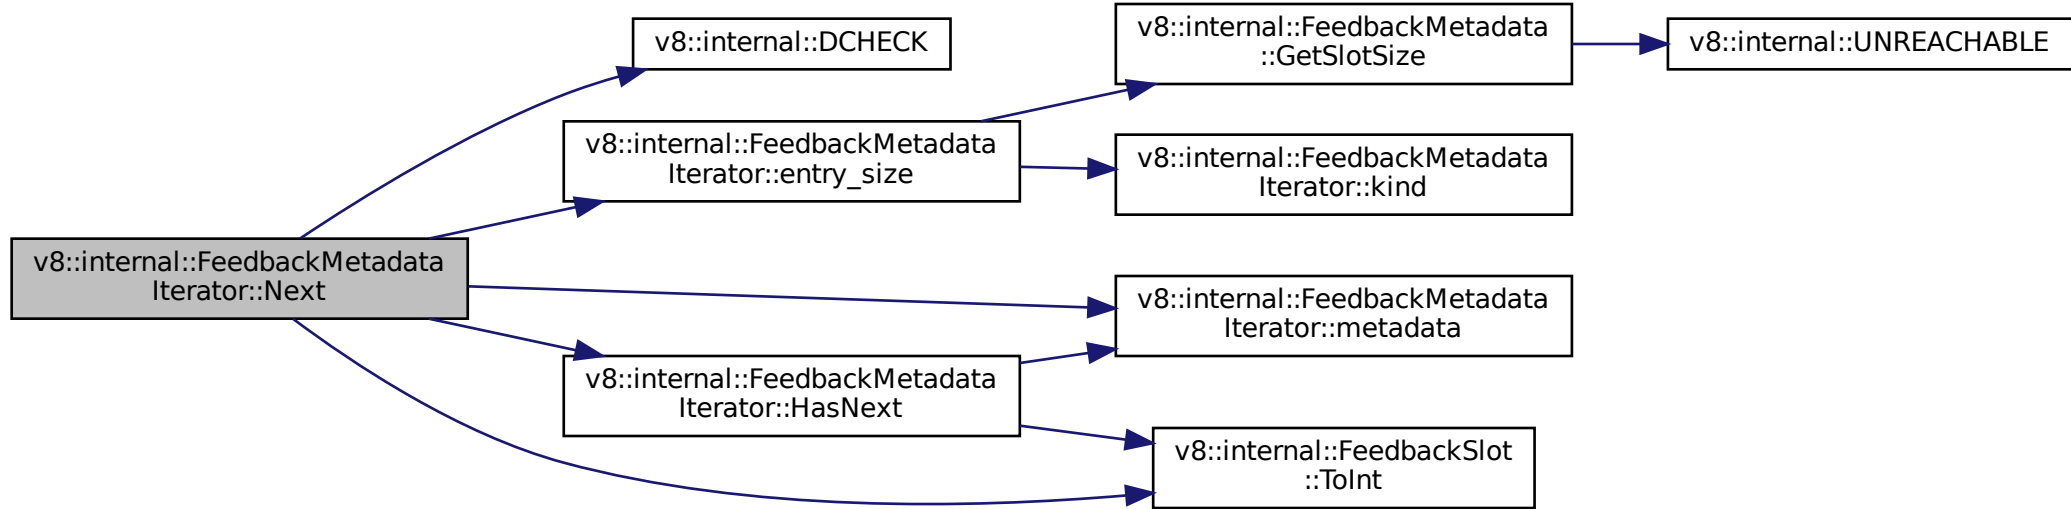 v8::internal::FeedbackMetadata
Iterator::Next
v8::internal::DCHECK
v8::internal::FeedbackMetadata
Iterator::entry_size
v8::internal::FeedbackMetadata
::GetSlotSize
v8::internal::UNREACHABLE
v8::internal::FeedbackMetadata
Iterator::kind
v8::internal::FeedbackMetadata
Iterator::metadata
v8::internal::FeedbackMetadata
Iterator::HasNext
v8::internal::FeedbackSlot
::ToInt